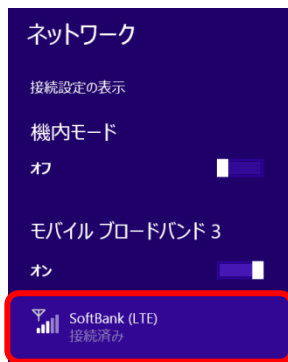 ネットワーク
接続設定の表示
機内モード
オフ
モバイル ブロードバンド 3
オン
SoftBank (LTE)
接続済み